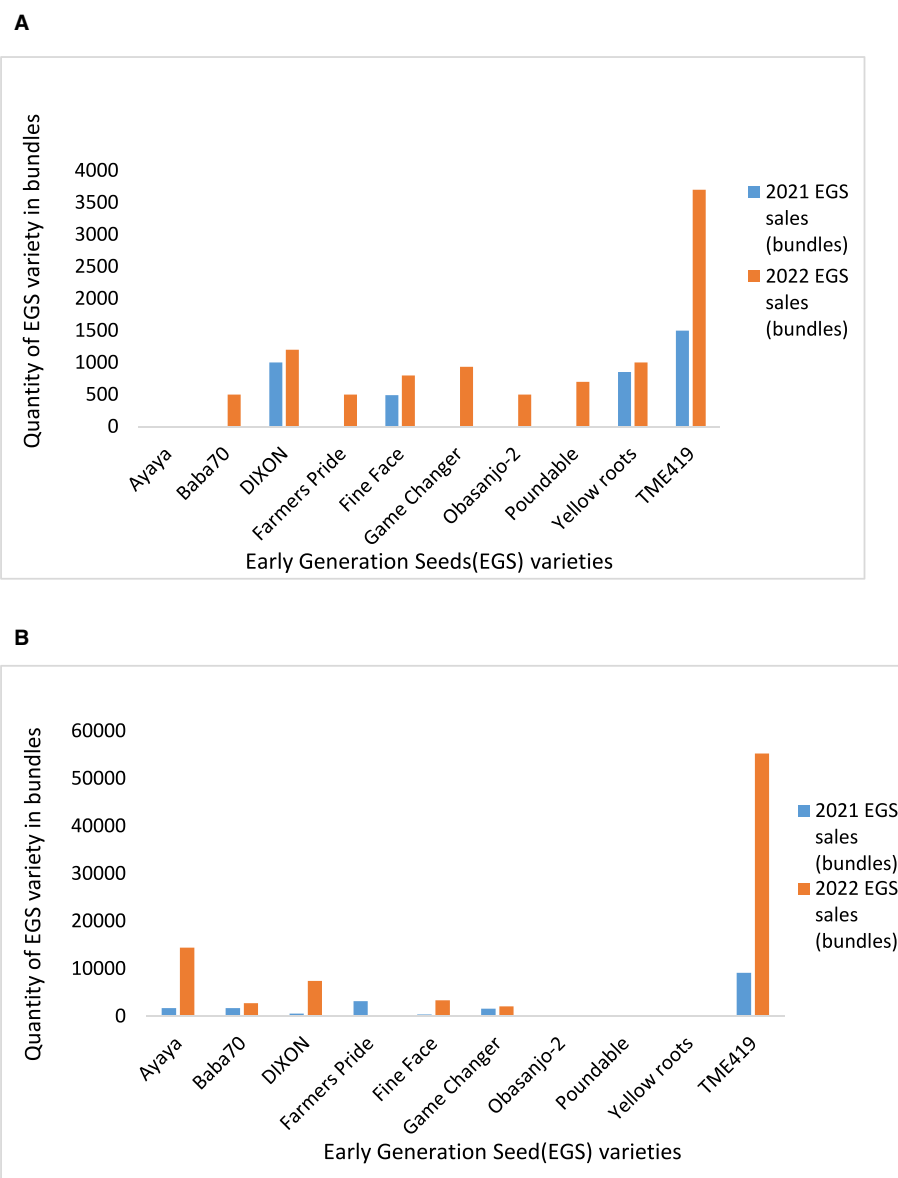 A
Quantity of EGS variety in bundles
4000
3500
3000
2500
2000
1500
1000
500
0
Ayaya
Baba70
DIXON
Farmers Pride
Fine Face
Game Changer
Obasanjo-2
Poundable
Yellow roots
TME419
Early Generation Seeds(EGS) varieties
2021 EGS
sales
(bundles)
2022 EGS
sales
(bundles)
B
Quantity of EGS variety in bundles
60000
50000
40000
30000
20000
10000
0
Ayaya
Baba70
DIXON
Farmers Pride
Fine Face
Game Changer
Obasanjo-2
Poundable
Yellow roots
TME419
Early Generation Seed(EGS) varieties
2021 EGS
sales
(bundles)
2022 EGS
sales
(bundles)